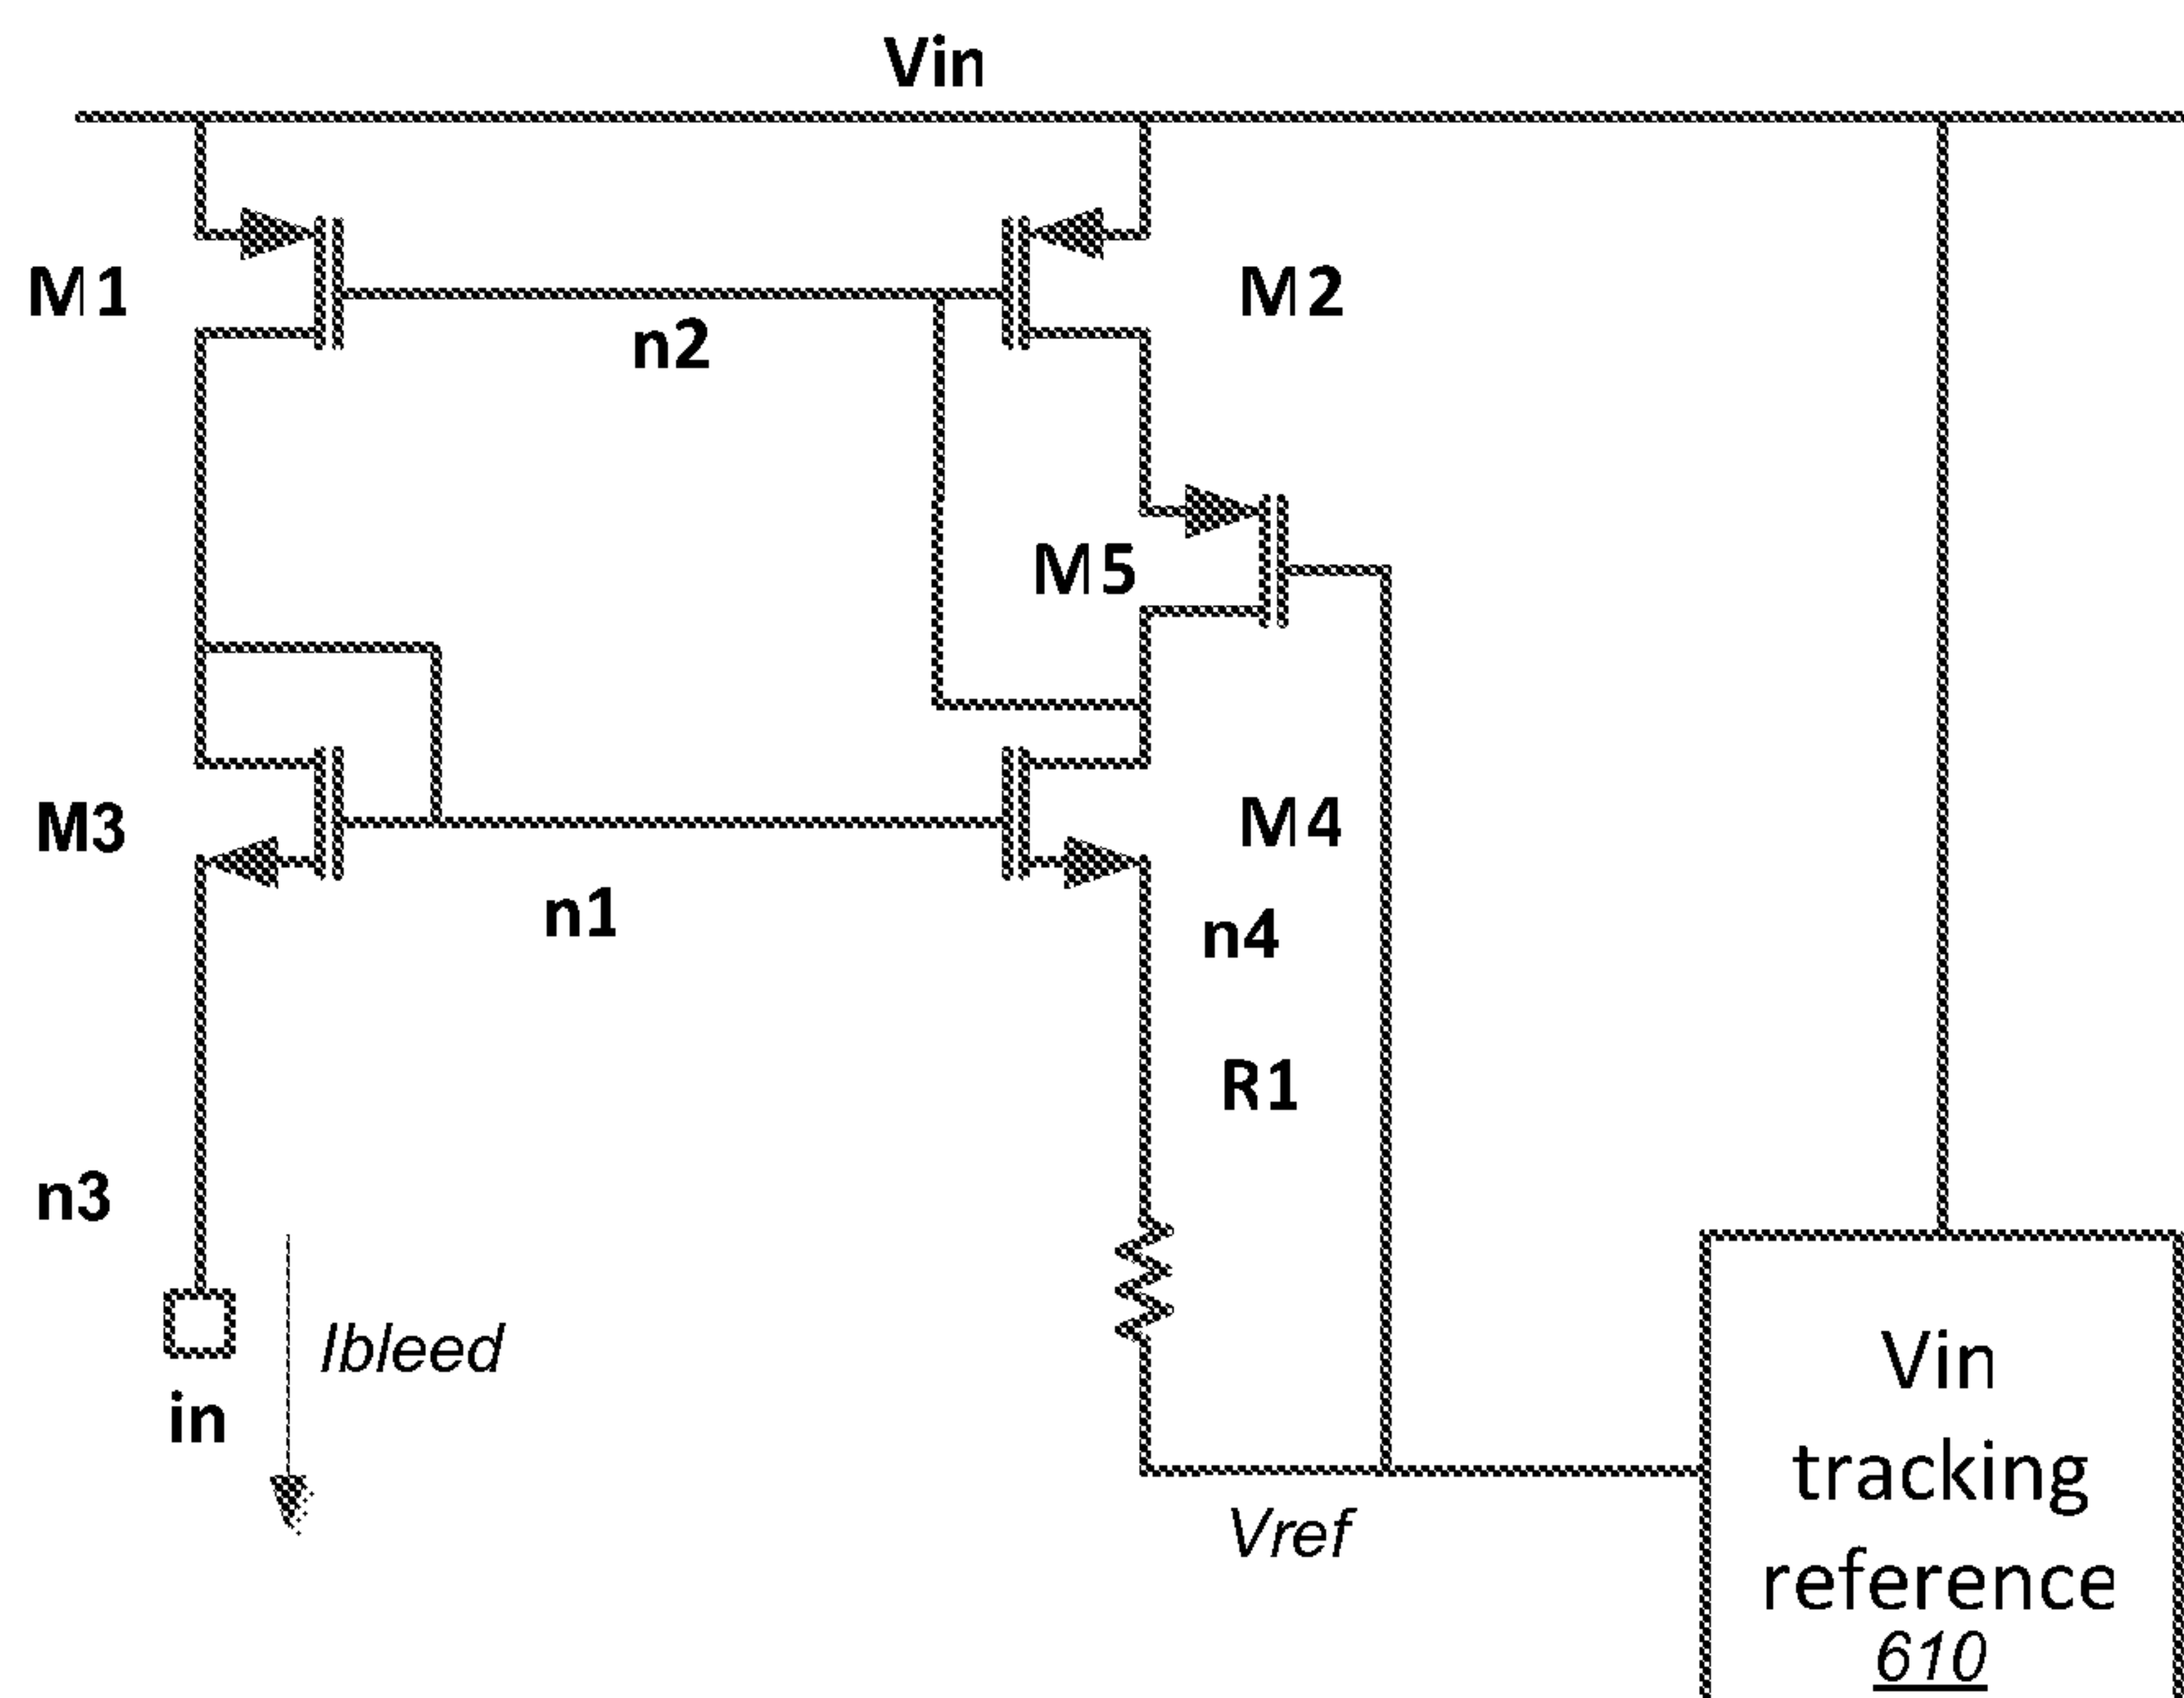 Vin
M1
n2
M2
M5
M3
M4
n1
n4
R1
n3
Ibleed
in
Vref
Vin
tracking
reference
610